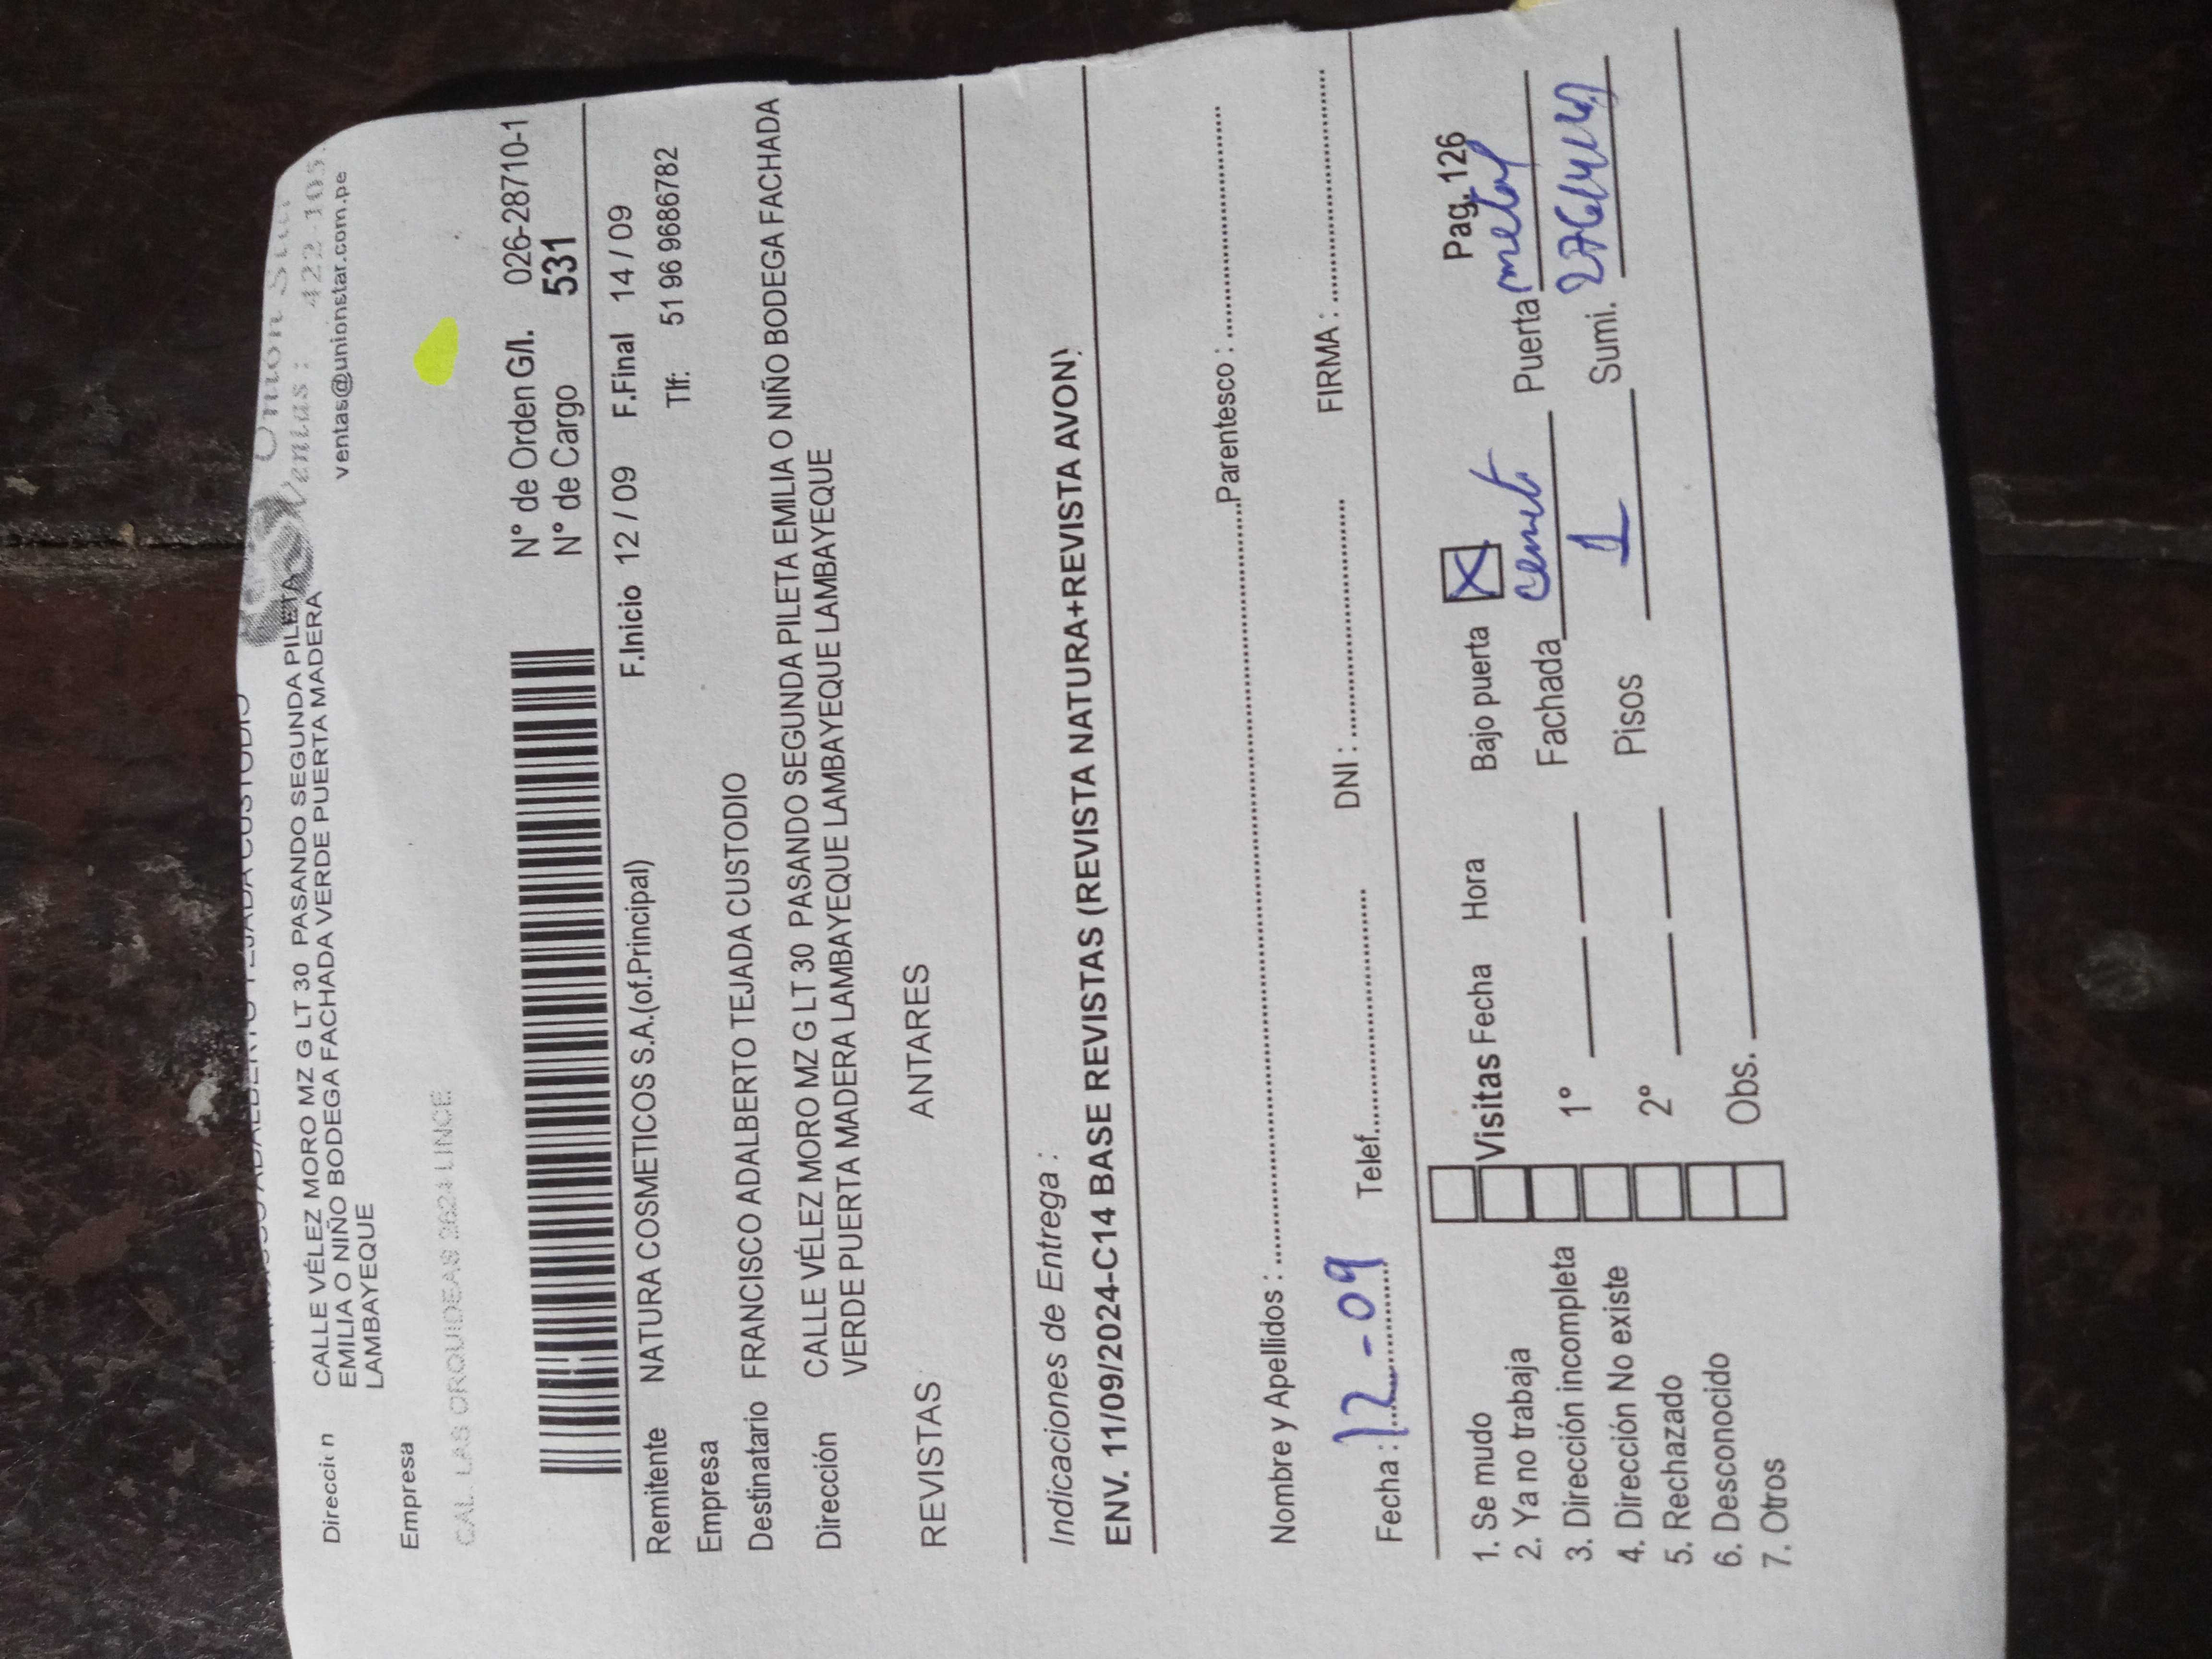 Union Star
Ventas : 422-105
ventas@unionstar.com.pe
ADALBERTO TEJADA CUSTODIO
Dirección CALLE VÉLEZ MORO MZ G LT 30 PASANDO SEGUNDA PILETA
EMILIA O NIÑO BODEGA FACHADA VERDE PUERTA MADERA
LAMBAYEQUE
Empresa
CAL. LAS ORQUIDEAS 2624 LINCE
N° de Orden G/I. 026-28710-1
N° de Cargo 531
F.Inicio 12 / 09 F.Final 14 / 09
Remitente NATURA COSMETICOS S.A.(of.Principal) Tlf: 51 96 9686782
Empresa
Destinatario FRANCISCO ADALBERTO TEJADA CUSTODIO
Dirección CALLE VÉLEZ MORO MZ G LT 30 PASANDO SEGUNDA PILETA EMILIA O NIÑO BODEGA FACHADA
VERDE PUERTA MADERA LAMBAYEQUE LAMBAYEQUE LAMBAYEQUE
REVISTAS ANTARES
Indicaciones de Entrega :
ENV. 11/09/2024-C14 BASE REVISTAS (REVISTA NATURA+REVISTA AVON)
Nombre y Apellidos : Parentesco :
Fecha : 12-09 Telef. DNI : FIRMA :
Pag. 126
1. Se mudo Visitas Fecha Hora Bajo puerta X
2. Ya no trabaja Fachada Puerta metal
3. Dirección incompleta 1°
4. Dirección No existe Pisos 1 Sumi.
5. Rechazado 2°
6. Desconocido
7. Otros Obs.